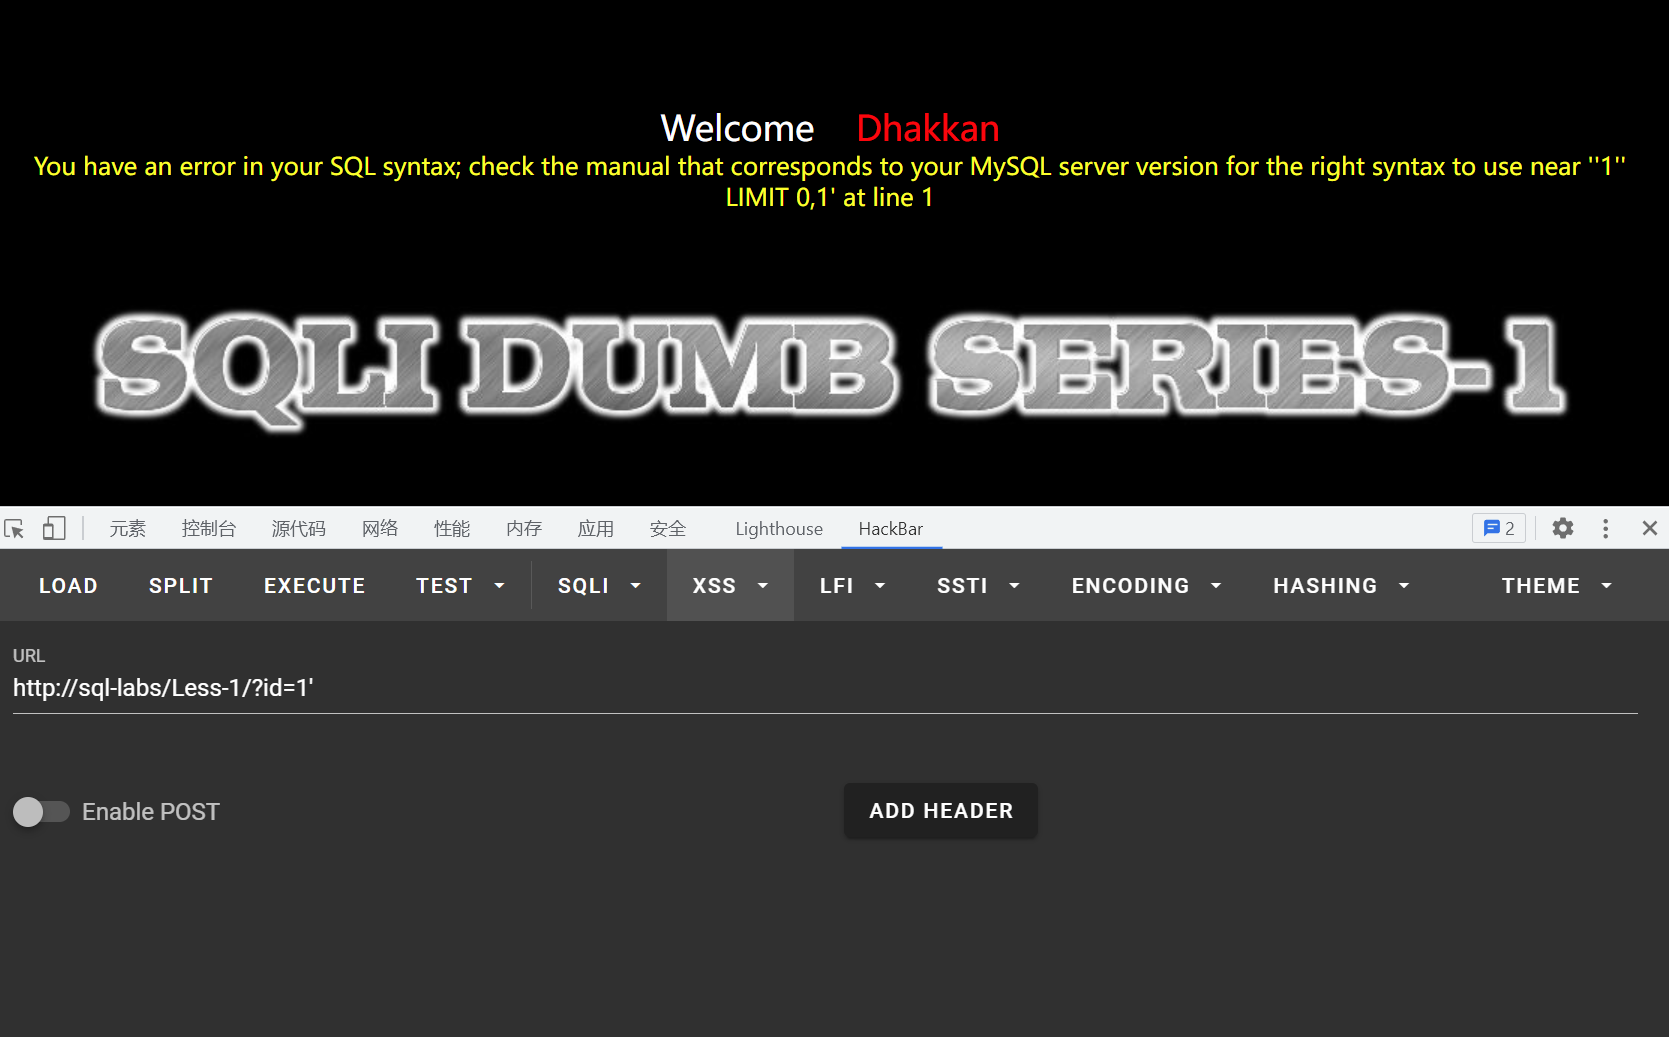 Welcome Dhakkan
You have an error in your SQL syntax; check the manual that corresponds to your MySQL server version for the right syntax to use near ''1''
LIMIT 0,1' at line 1
SQLI DUMB SERIES-1
元素 控制台 源代码 网络 性能 内存 应用 安全 Lighthouse HackBar 2
LOAD SPLIT EXECUTE TEST SQLI XSS LFI SSTI ENCODING HASHING THEME
URL
http://sql-labs/Less-1/?id=1'
Enable POST ADD HEADER